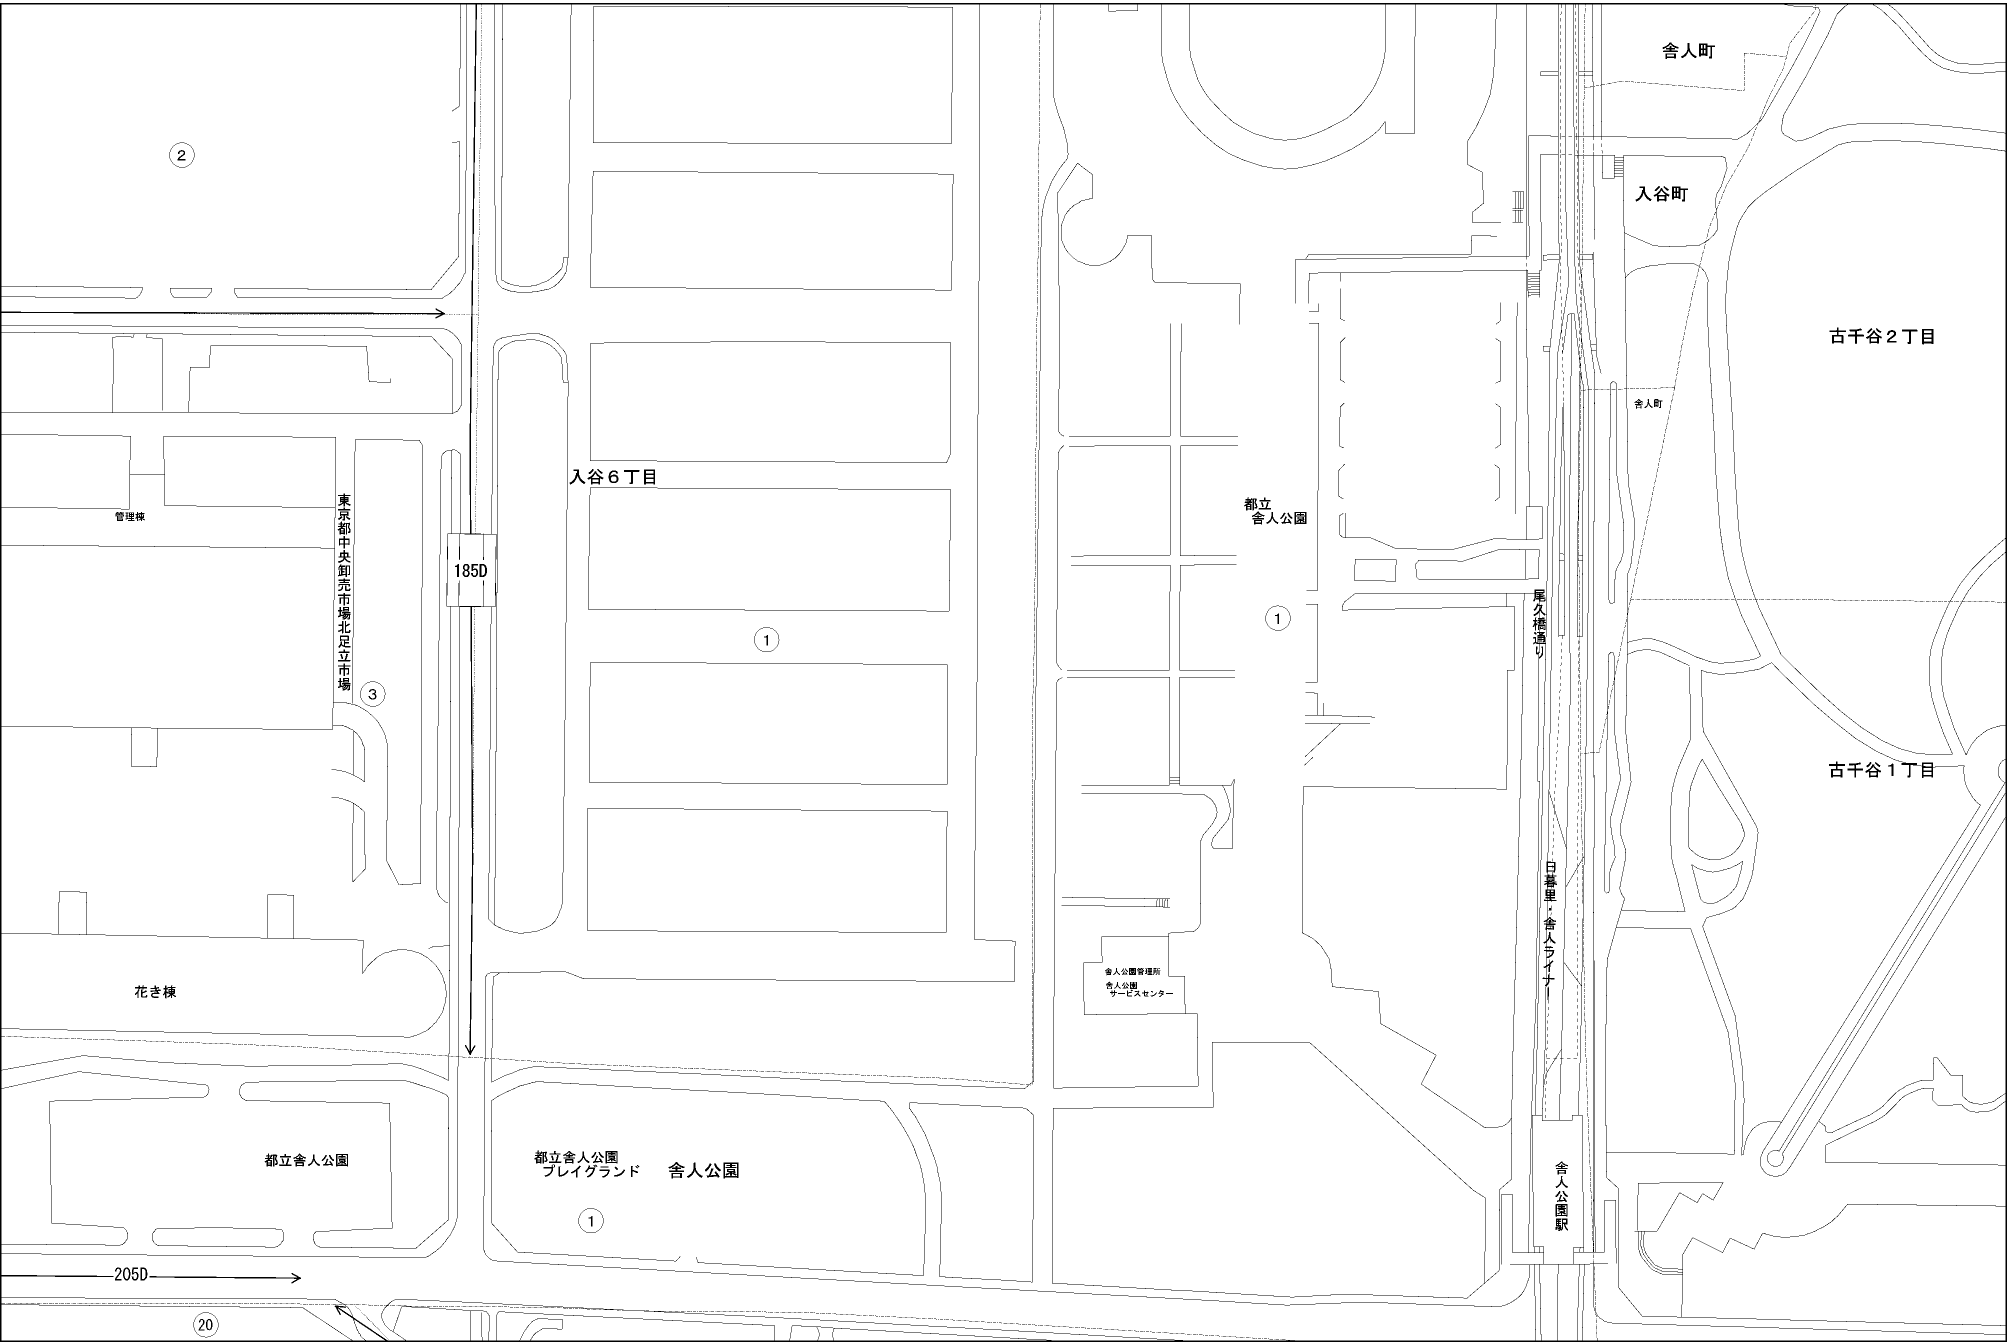 舎人町
②
入谷町
古千谷２丁目
舎人町
入谷６丁目
都立
舎人公園
管理棟
東京都中央卸売市場北足立市場
185D
尾久橋通り
①
①
③
古千谷１丁目
日暮里・舎人ライナー
舎人公園管理所
舎人公園
サービスセンター
花き棟
都立舎人公園
都立舎人公園
プレイグランド
舎人公園
舎人公園駅
①
205D
⑳